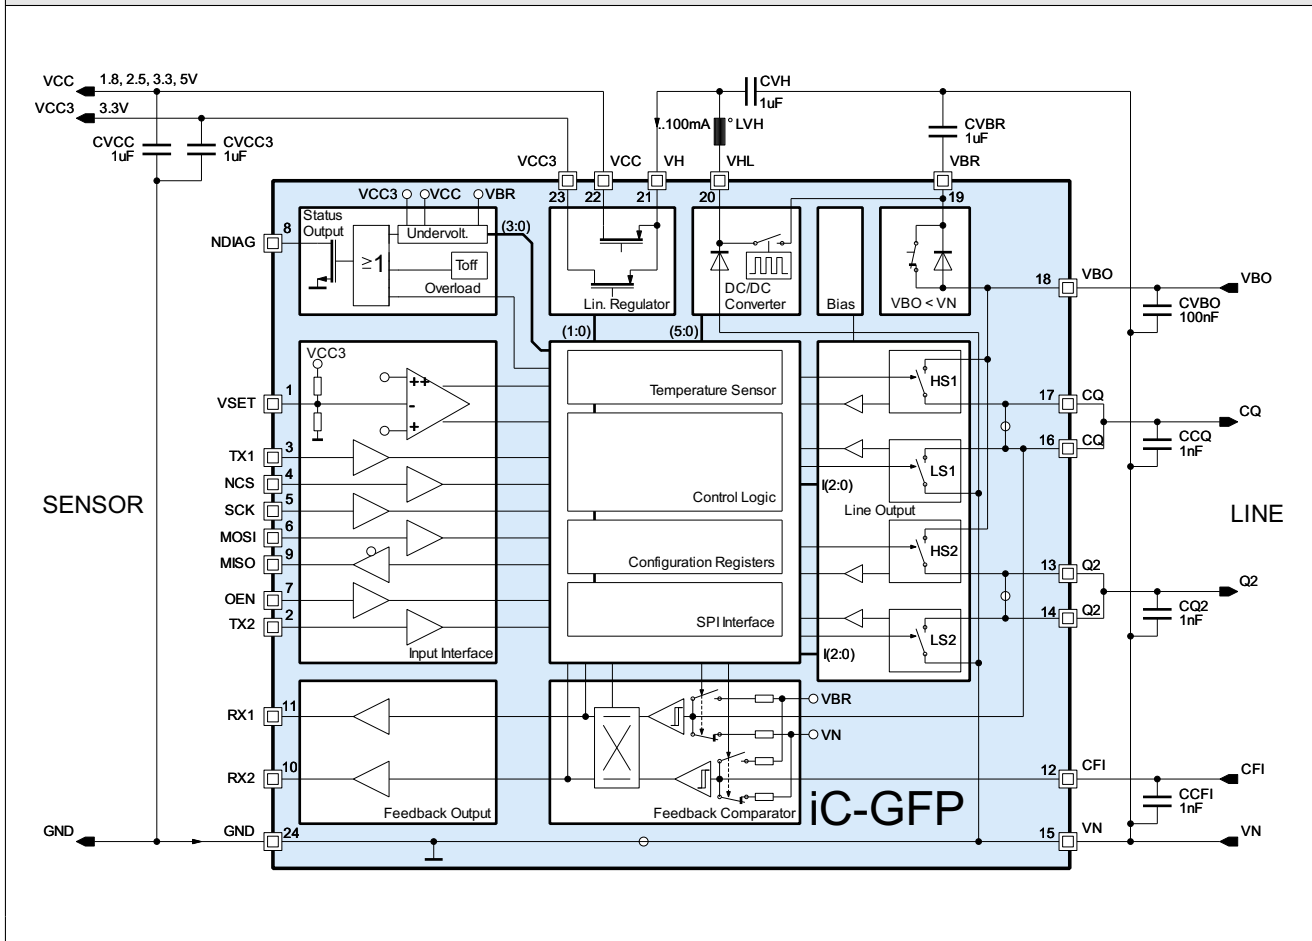 VCC 1.8, 2.5, 3.3, 5V
VCC3 3.3V
CVCC
1uF
CVCC3
1uF
CVH
1uF
..100mA
° LVH
CVBR
1uF
VCC3
VCC
VH
VHL
VBR
23
22
21
20
19
8
NDIAG
Status
Output
VCC3
VCC
VBR
Undervolt.
≥1
Toff
Overload
(3:0)
Lin. Regulator
DC/DC
Converter
Bias
VBO < VN
18
VBO
VBO
CVBO
100nF
(1:0)
(5:0)
VCC3
++
-
+
1
VSET
3
TX1
4
NCS
5
SCK
6
MOSI
9
MISO
7
OEN
2
TX2
Input Interface
Temperature Sensor
Control Logic
Configuration Registers
SPI Interface
HS1
LS1
I(2:0)
Line Output
HS2
LS2
I(2:0)
17
CQ
16
CQ
CQ
CCQ
1nF
SENSOR
LINE
13
Q2
14
Q2
Q2
CQ2
1nF
11
RX1
10
RX2
Feedback Output
VBR
VN
Feedback Comparator
iC-GFP
12
CFI
CFI
CCFI
1nF
GND
GND
24
15
VN
VN